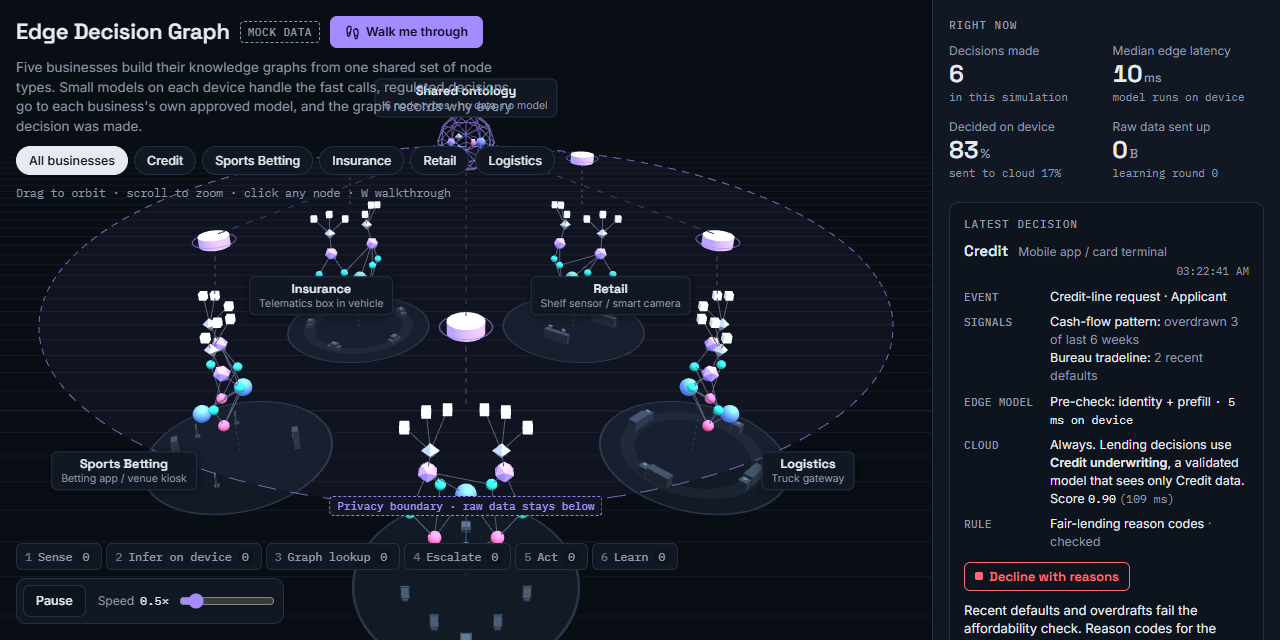 Edge Decision Graph
MOCK DATA
Walk me through
Five businesses build their knowledge graphs from one shared set of node
types. Small models on each device handle the fast calls, regulated decisions
go to each business's own approved model, and the graph records why every
decision was made.
Shared ontology
6 node types · no data, no model
All businesses
Credit
Sports Betting
Insurance
Retail
Logistics
Drag to orbit · scroll to zoom · click any node · W walkthrough
Insurance
Telematics box in vehicle
Retail
Shelf sensor / smart camera
Sports Betting
Betting app / venue kiosk
Logistics
Truck gateway
Privacy boundary · raw data stays below
1 Sense 0
2 Infer on device 0
3 Graph lookup 0
4 Escalate 0
5 Act 0
6 Learn 0
Pause
Speed 0.5×
RIGHT NOW
Decisions made
6
in this simulation
Median edge latency
10 ms
model runs on device
Decided on device
83 %
sent to cloud 17%
Raw data sent up
0 B
learning round 0
LATEST DECISION
Credit Mobile app / card terminal
03:22:41 AM
EVENT
Credit-line request · Applicant
SIGNALS
Cash-flow pattern: overdrawn 3
of last 6 weeks
Bureau tradeline: 2 recent
defaults
EDGE MODEL
Pre-check: identity + prefill · 5
ms on device
CLOUD
Always. Lending decisions use
Credit underwriting, a validated
model that sees only Credit data.
Score 0.90 (109 ms)
RULE
Fair-lending reason codes ·
checked
Decline with reasons
Recent defaults and overdrafts fail the
affordability check. Reason codes for the